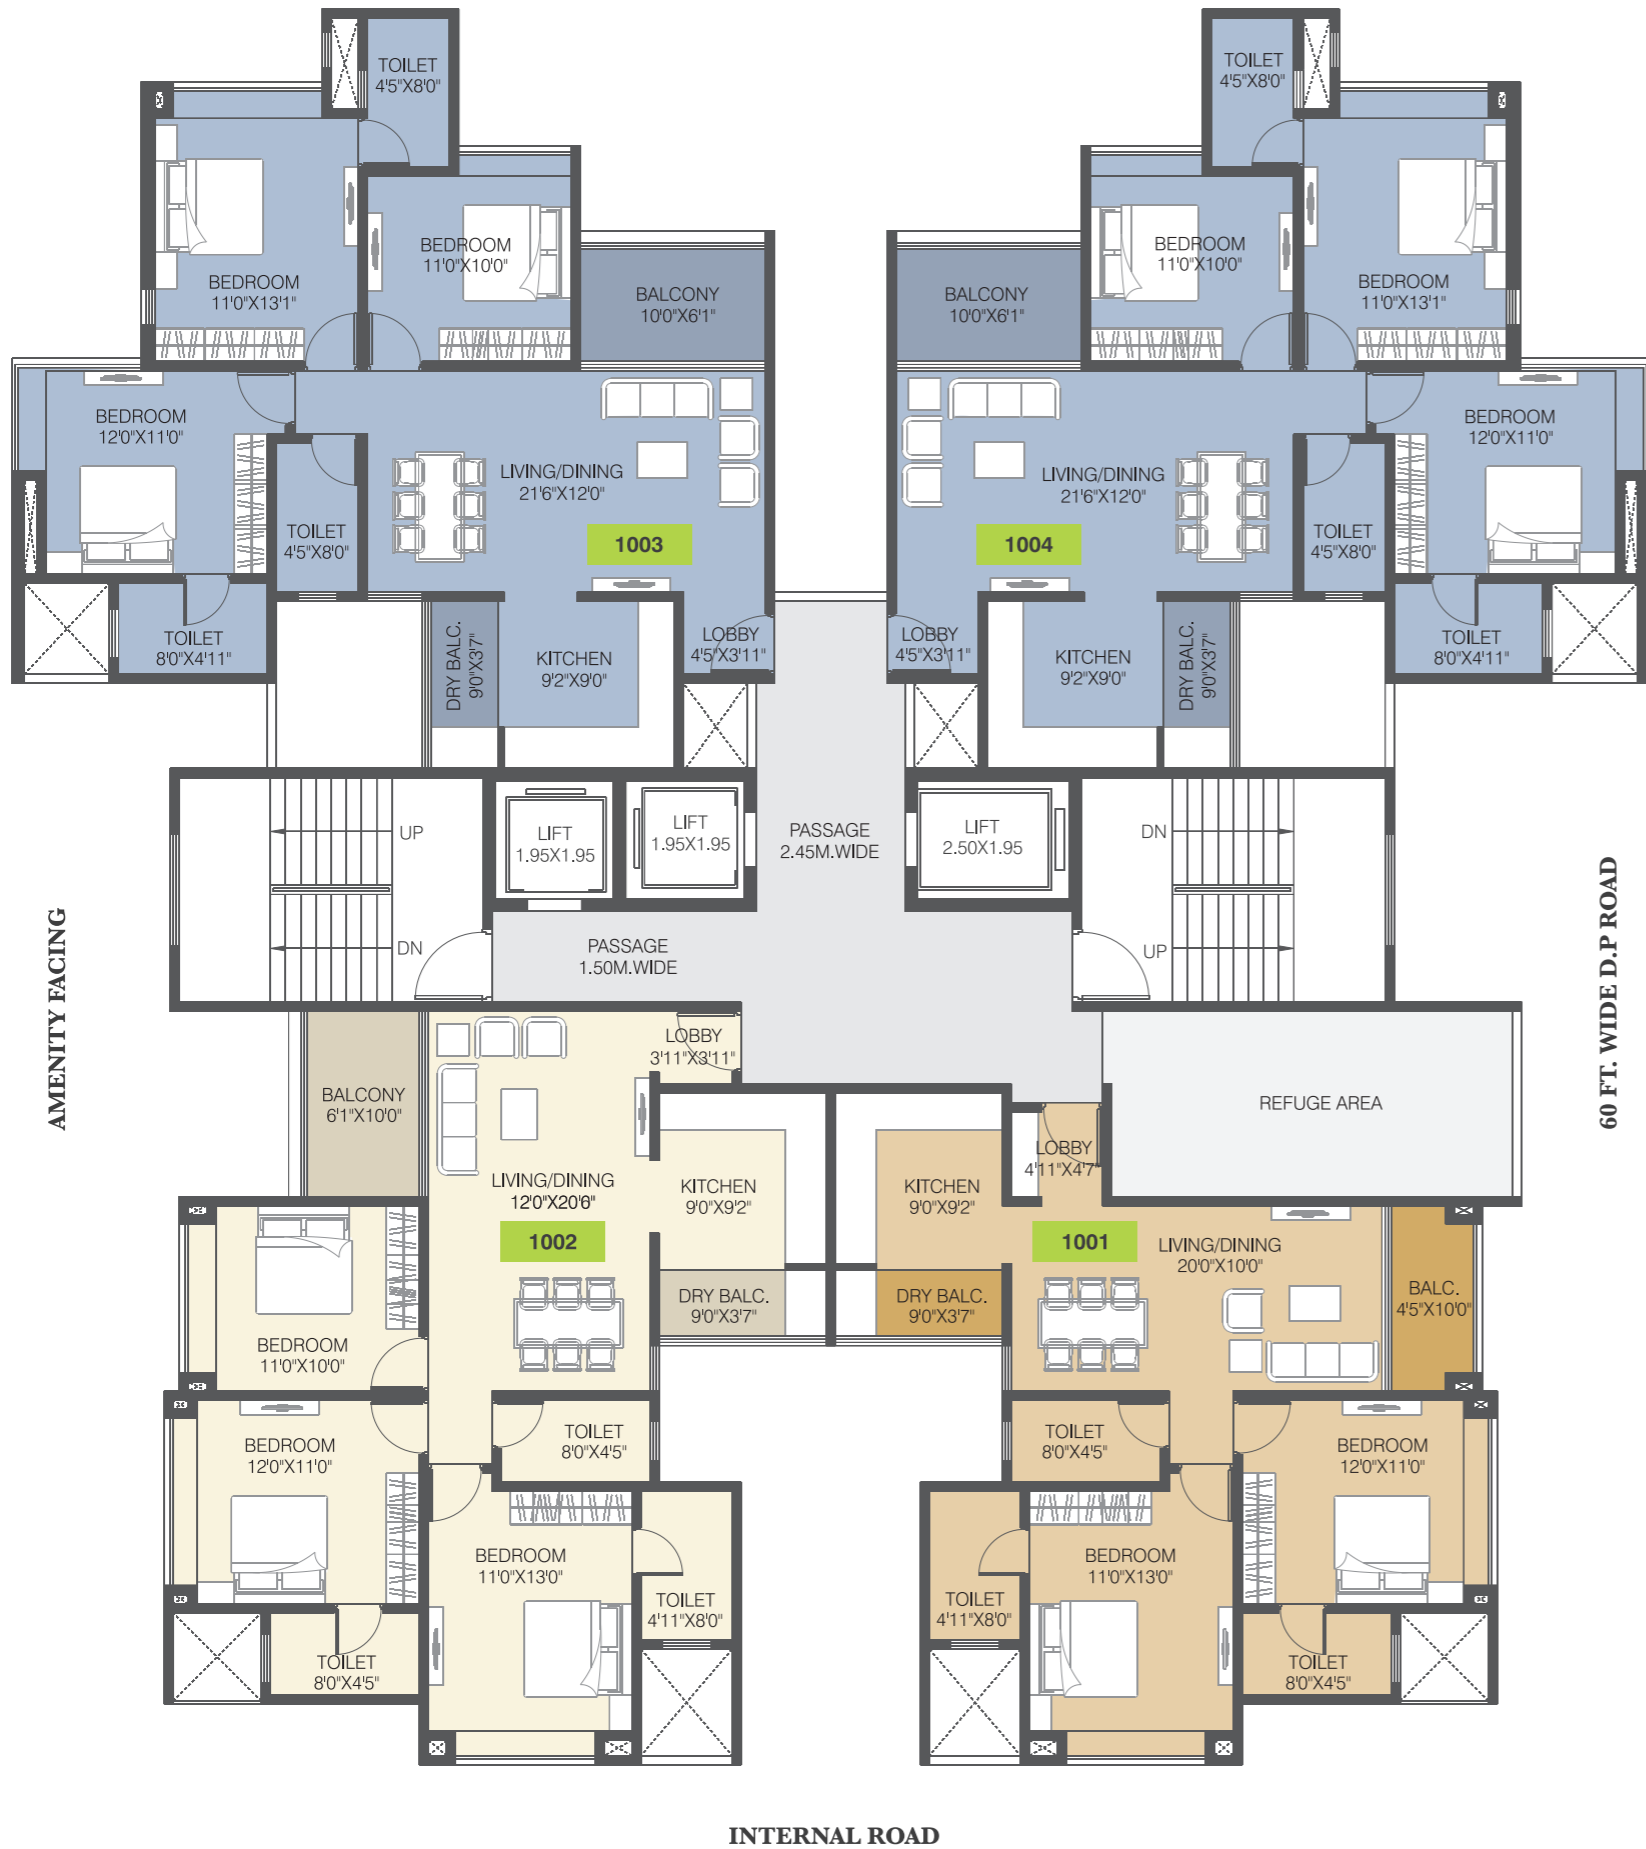 TOILET
4'5"X8'0"
TOILET
4'5"X8'0"
BEDROOM
11'0"X10'0"
BEDROOM
11'0"X10'0"
BEDROOM
11'0"X13'1"
BEDROOM
11'0"X13'1"
BALCONY
10'0"X6'1"
BALCONY
10'0"X6'1"
BEDROOM
12'0"X11'0"
BEDROOM
12'0"X11'0"
LIVING/DINING
21'6"X12'0"
LIVING/DINING
21'6"X12'0"
TOILET
4'5"X8'0"
1003
1004
TOILET
4'5"X8'0"
TOILET
8'0"X4'11"
DRY BALC.
9'0"X3'7"
KITCHEN
9'2"X9'0"
LOBBY
4'5"X3'11"
LOBBY
4'5"X3'11"
KITCHEN
9'2"X9'0"
DRY BALC.
9'0"X3'7"
TOILET
8'0"X4'11"
UP
LIFT
1.95X1.95
LIFT
1.95X1.95
PASSAGE
2.45M.WIDE
LIFT
2.50X1.95
DN
DN
PASSAGE
1.50M.WIDE
UP
AMENITY FACING
60 FT. WIDE D.P ROAD
LOBBY
3'11"X3'11"
BALCONY
6'1"X10'0"
REFUGE AREA
LIVING/DINING
12'0"X20'6"
KITCHEN
9'0"X9'2"
KITCHEN
9'0"X9'2"
LOBBY
4'11"X4'7"
1002
1001
LIVING/DINING
20'0"X10'0"
DRY BALC.
9'0"X3'7"
DRY BALC.
9'0"X3'7"
BALC.
4'5"X10'0"
BEDROOM
11'0"X10'0"
BEDROOM
12'0"X11'0"
TOILET
8'0"X4'5"
TOILET
8'0"X4'5"
BEDROOM
12'0"X11'0"
BEDROOM
11'0"X13'0"
TOILET
4'11"X8'0"
TOILET
4'11"X8'0"
BEDROOM
11'0"X13'0"
TOILET
8'0"X4'5"
TOILET
8'0"X4'5"
INTERNAL ROAD